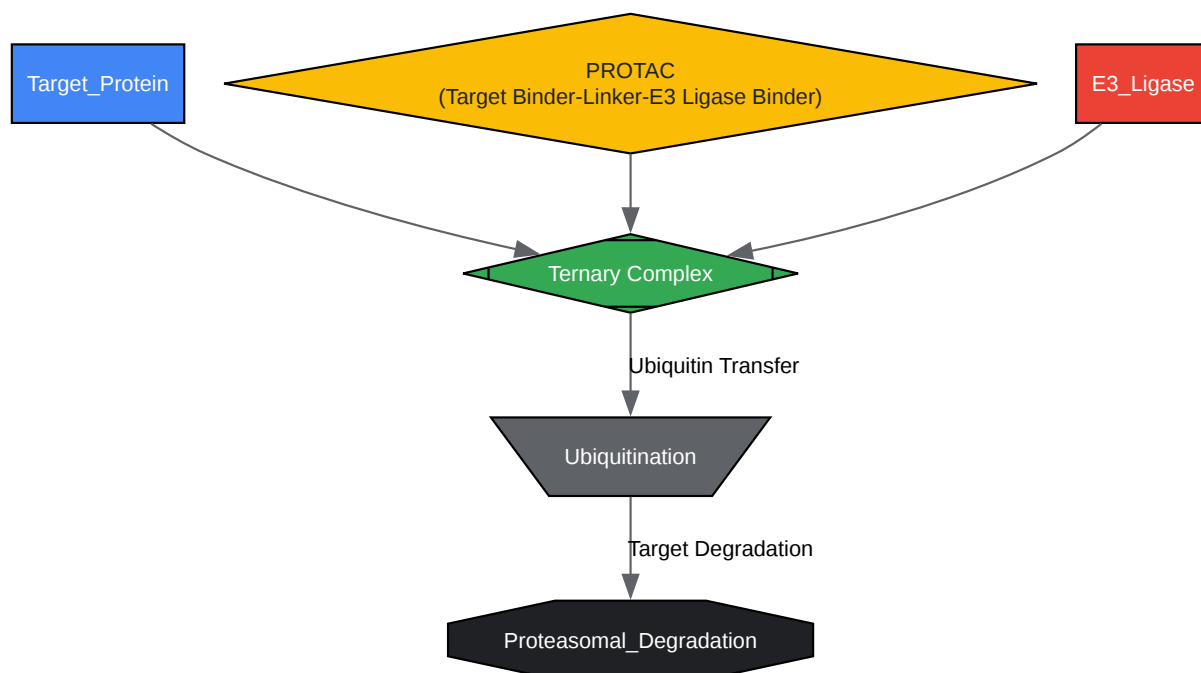 Target_Protein
PROTAC
(Target Binder-Linker-E3 Ligase Binder)
E3_Ligase
Ternary Complex
Ubiquitin Transfer
Ubiquitination
Target Degradation
Proteasomal_Degradation